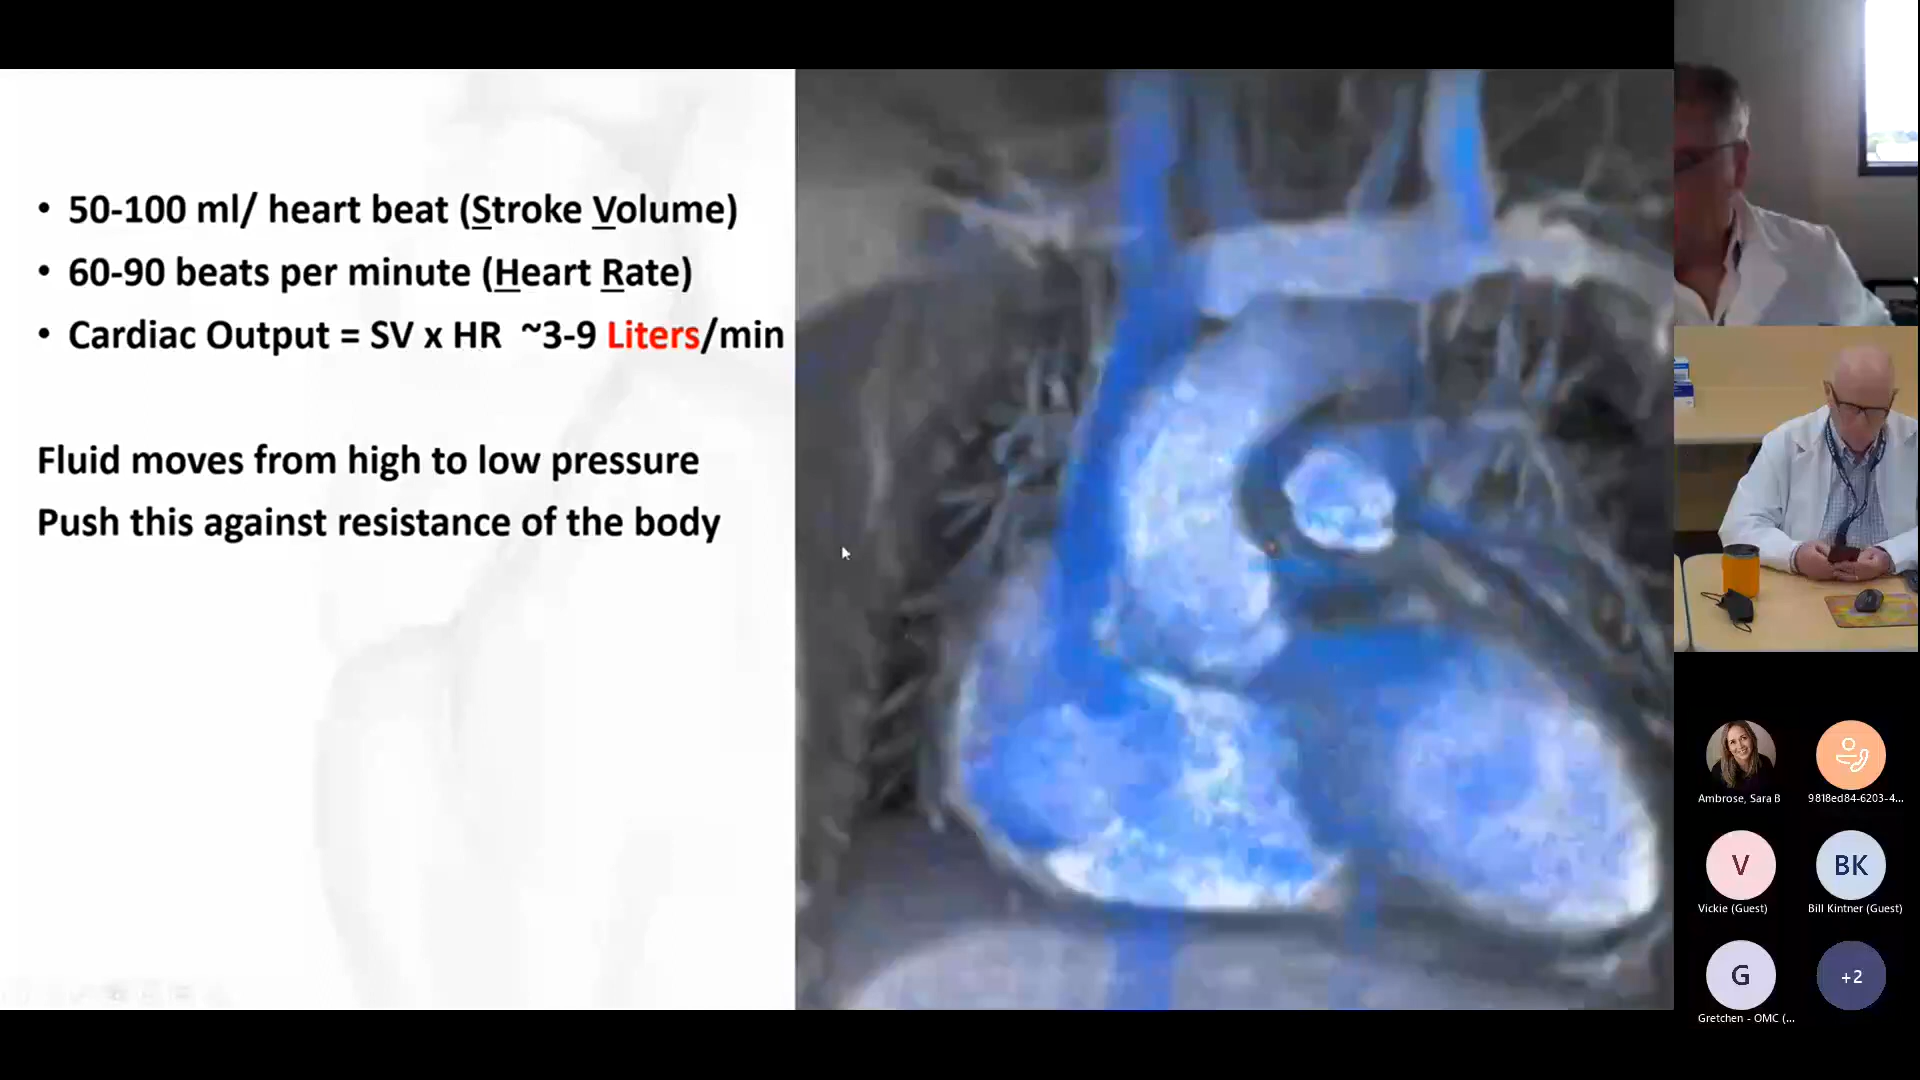 • 50-100 ml/ heart beat (Stroke Volume)
• 60-90 beats per minute (Heart Rate)
• Cardiac Output = SV x HR ~3-9 Liters/min
Fluid moves from high to low pressure
Push this against resistance of the body
Ambrose, Sara B
9818ed84-6203-4...
V
BK
Vickie (Guest)
Bill Kintner (Guest)
G
+2
Gretchen - OMC (...